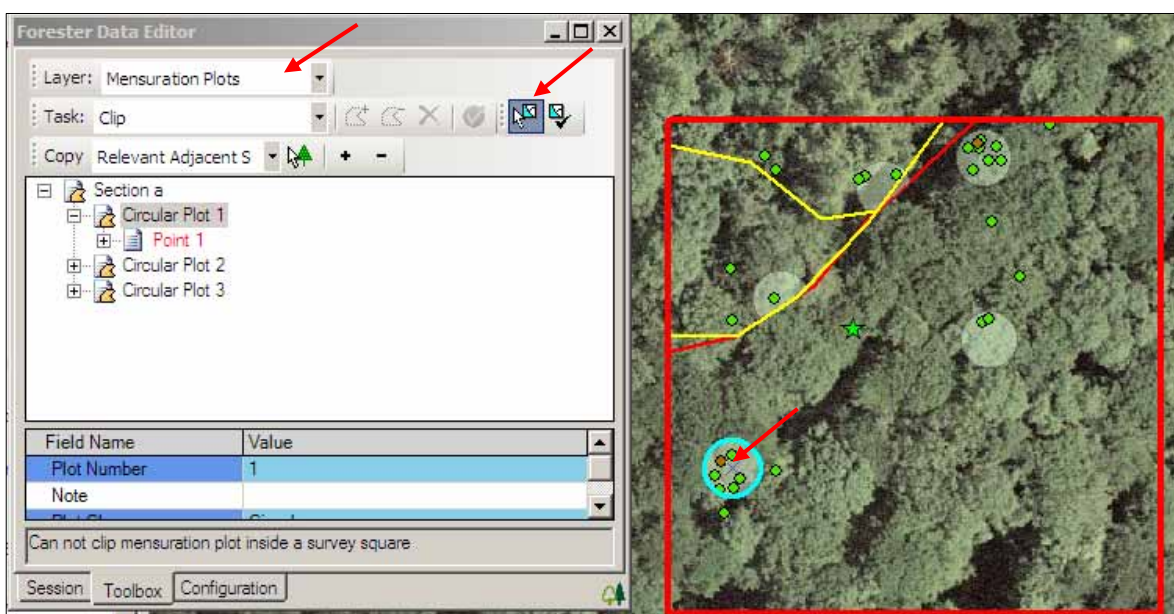 Forester Data Editor
Layer: Mensuration Plots
Task: Clip
Copy Relevant Adjacent S + -
Section a
Circular Plot 1
Point 1
Circular Plot 2
Circular Plot 3
Field Name Value
Plot Number 1
Note
Can not clip mensuration plot inside a survey square
Session Toolbox Configuration